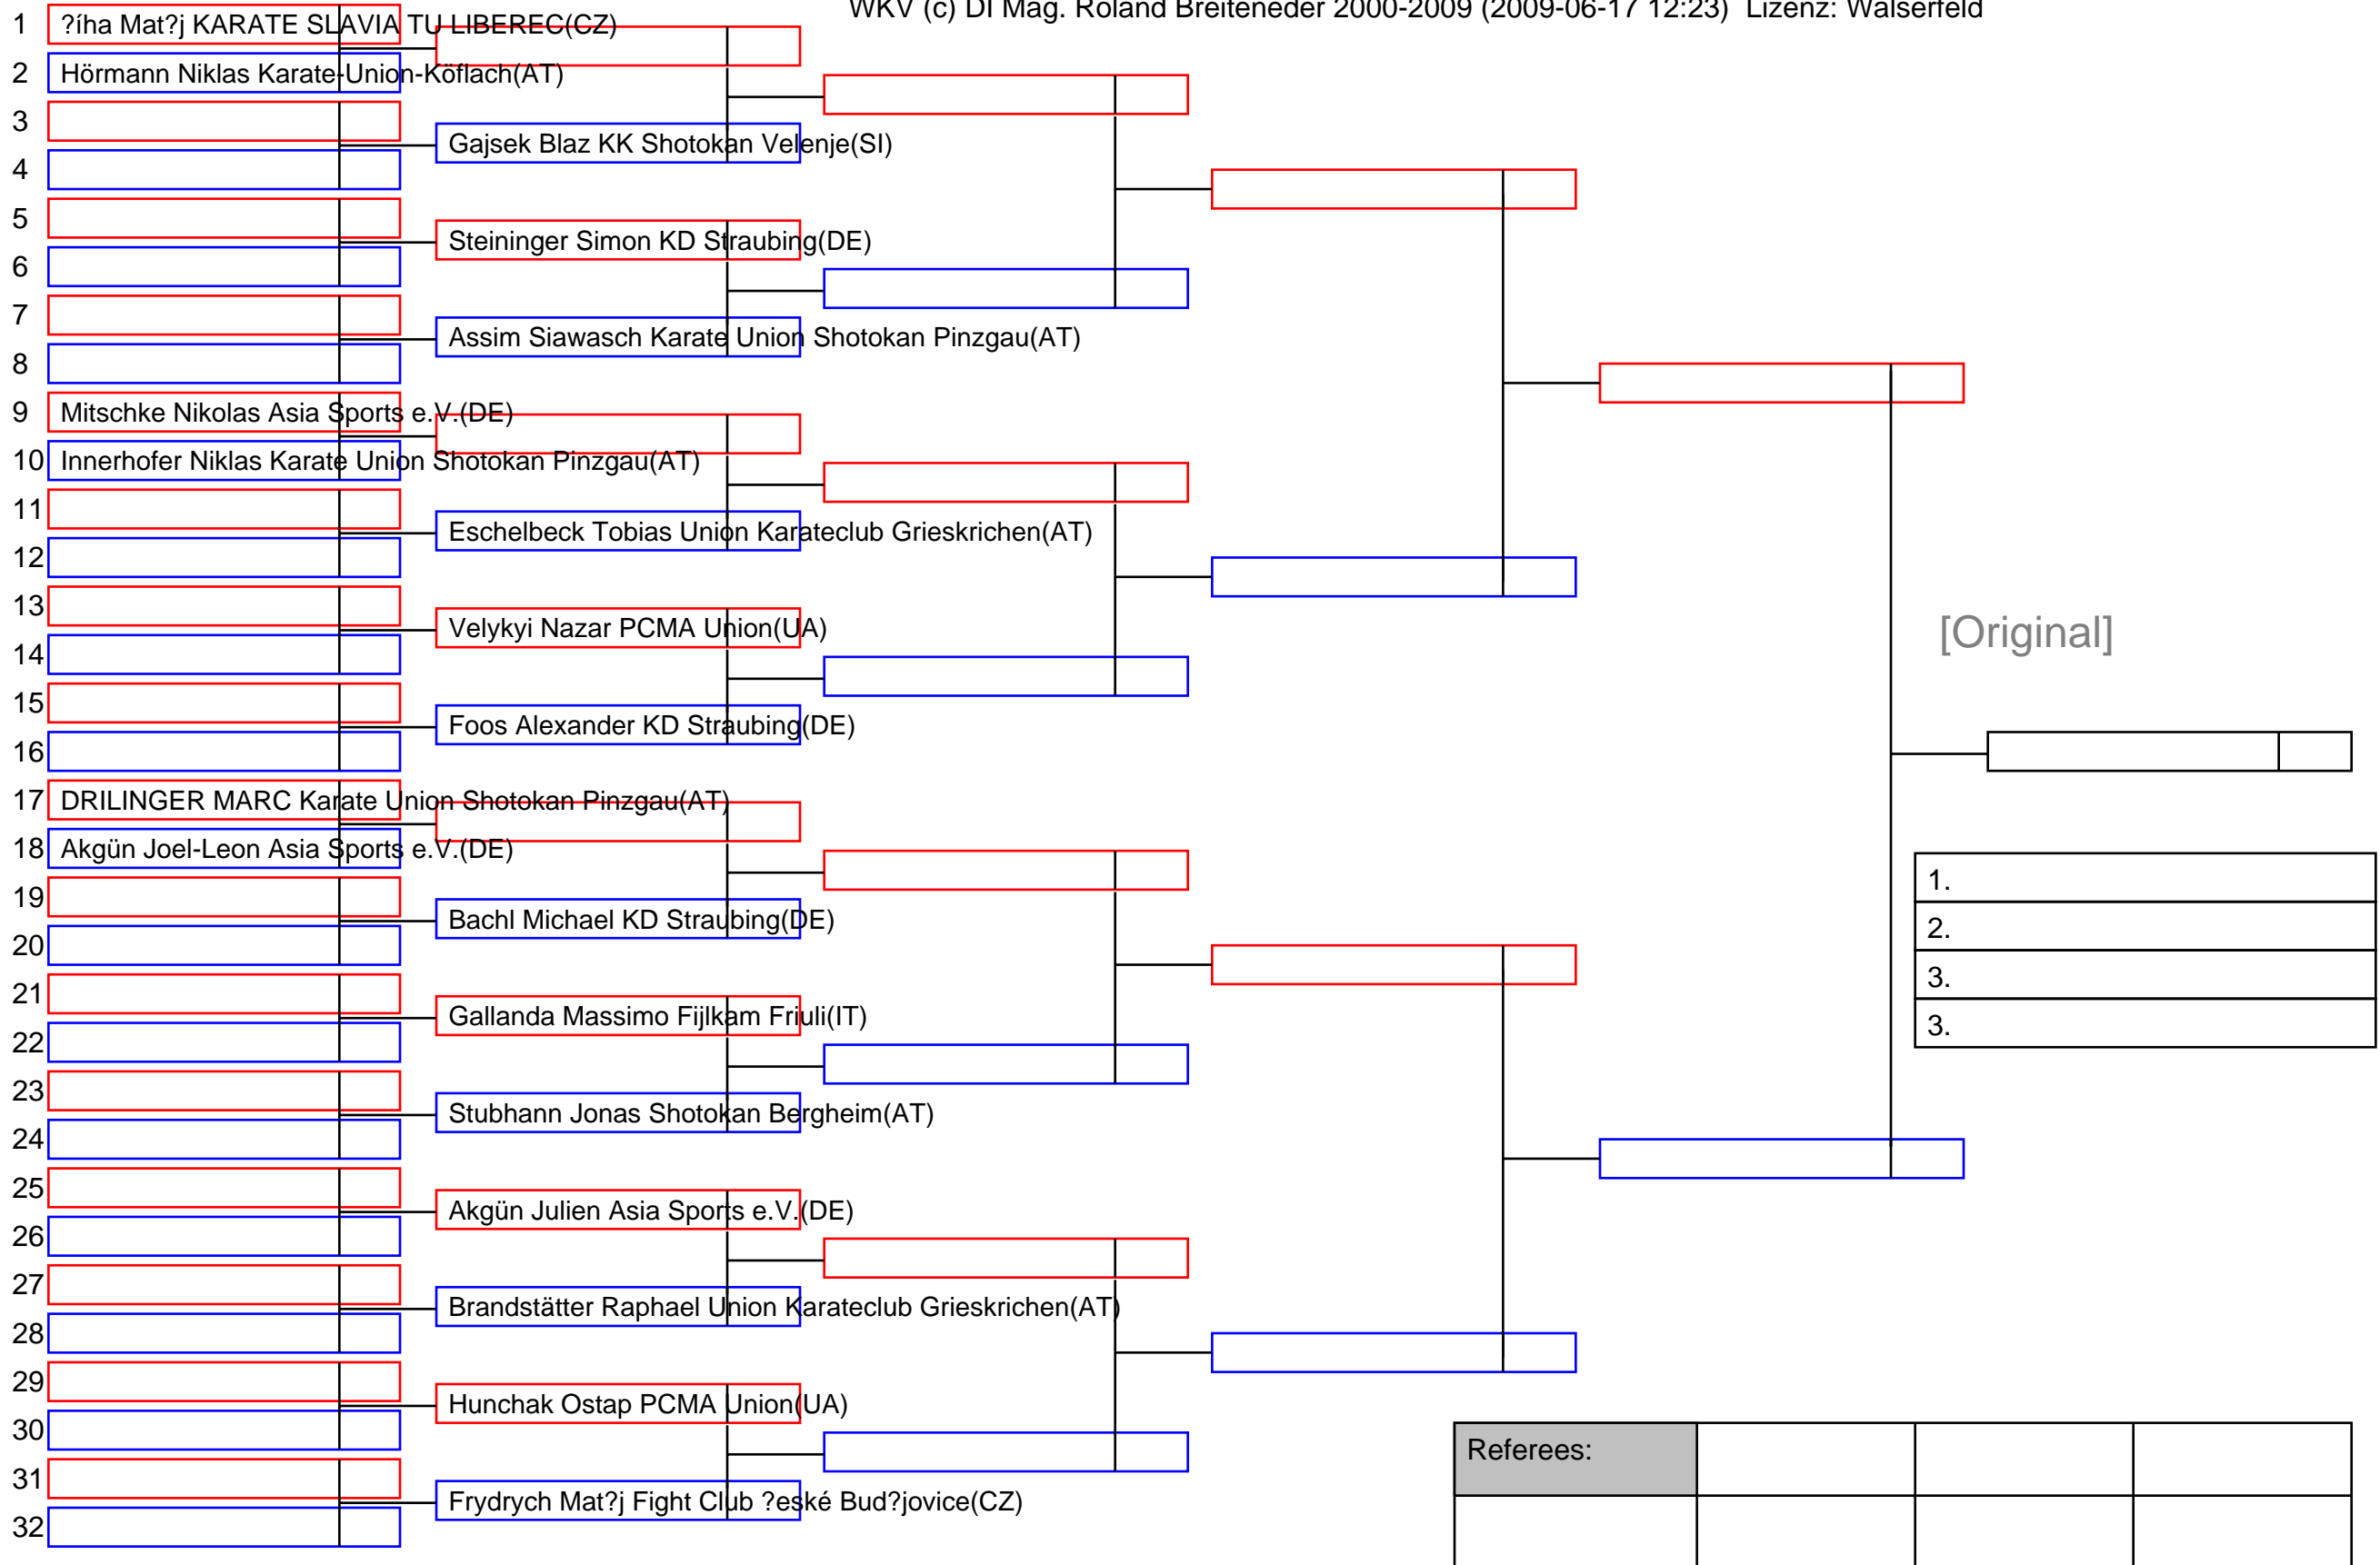 WKV (c) DI Mag. Roland Breiteneder 2000-2009 (2009-06-17 12:23) Lizenz: Walserfeld
1 ?íha Mat?j KARATE SLAVIA TU LIBEREC(CZ)
2 Hörmann Niklas Karate-Union-Köflach(AT)
3
Gajsek Blaz KK Shotokan Velenje(SI)
4
5
Steininger Simon KD Straubing(DE)
6
7
Assim Siawasch Karate Union Shotokan Pinzgau(AT)
8
9 Mitschke Nikolas Asia Sports e.V.(DE)
10 Innerhofer Niklas Karate Union Shotokan Pinzgau(AT)
11
Eschelbeck Tobias Union Karateclub Grieskrichen(AT)
12
13
Velykyi Nazar PCMA Union(UA)
[Original]
14
15
Foos Alexander KD Straubing(DE)
16
17 DRILINGER MARC Karate Union Shotokan Pinzgau(AT)
18 Akgün Joel-Leon Asia Sports e.V.(DE)
1.
19
Bachl Michael KD Straubing(DE)
2.
20
3.
21
Gallanda Massimo Fijlkam Friuli(IT)
3.
22
23
Stubhann Jonas Shotokan Bergheim(AT)
24
25
Akgün Julien Asia Sports e.V.(DE)
26
27
Brandstätter Raphael Union Karateclub Grieskrichen(AT)
28
29
Hunchak Ostap PCMA Union(UA)
30
Referees:
31
Frydrych Mat?j Fight Club ?eské Bud?jovice(CZ)
32